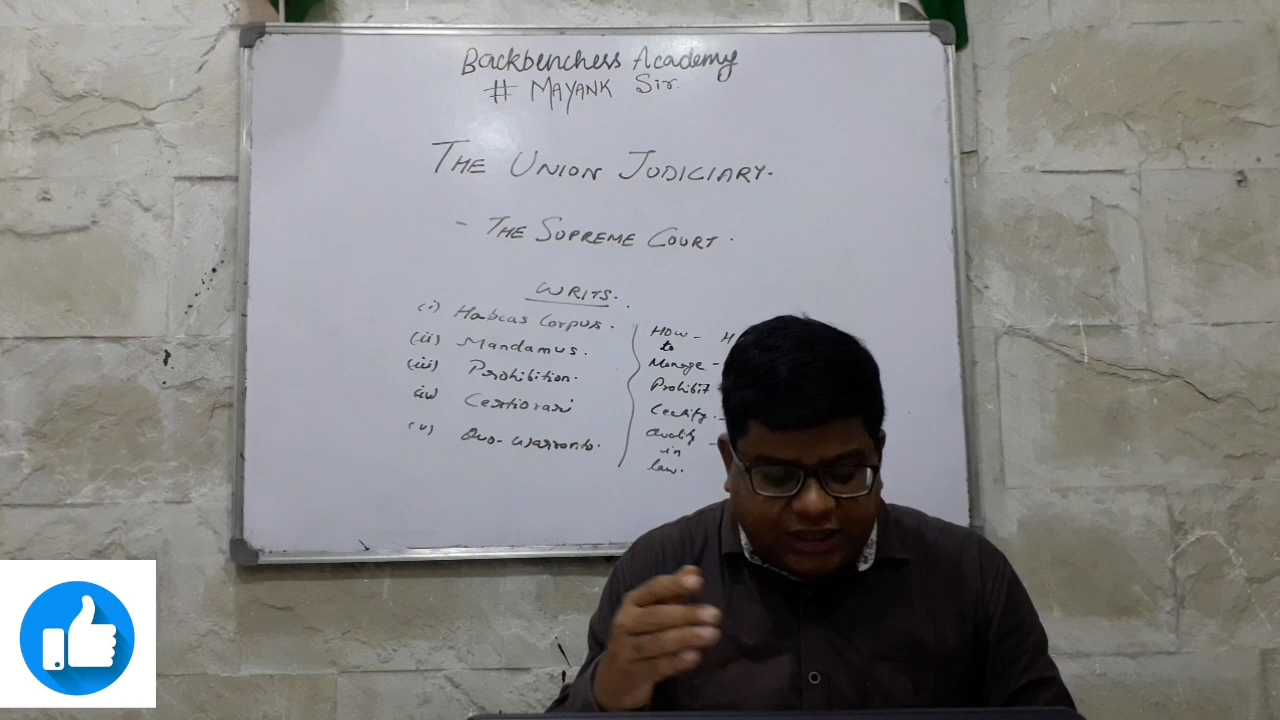 Backbenchess Academy
# MAYANK Sir.
THE UNION JUDICIARY.
- THE SUPREME COURT.
WRITS.
(i) Habeas Corpus.
(ii) Mandamus.
(iii) Prohibition.
iv) Certiorari
(v) Quo-Warranto.
HOW - H
to
Manage -
Prohibit
Certify. -
Quality -
in
law.